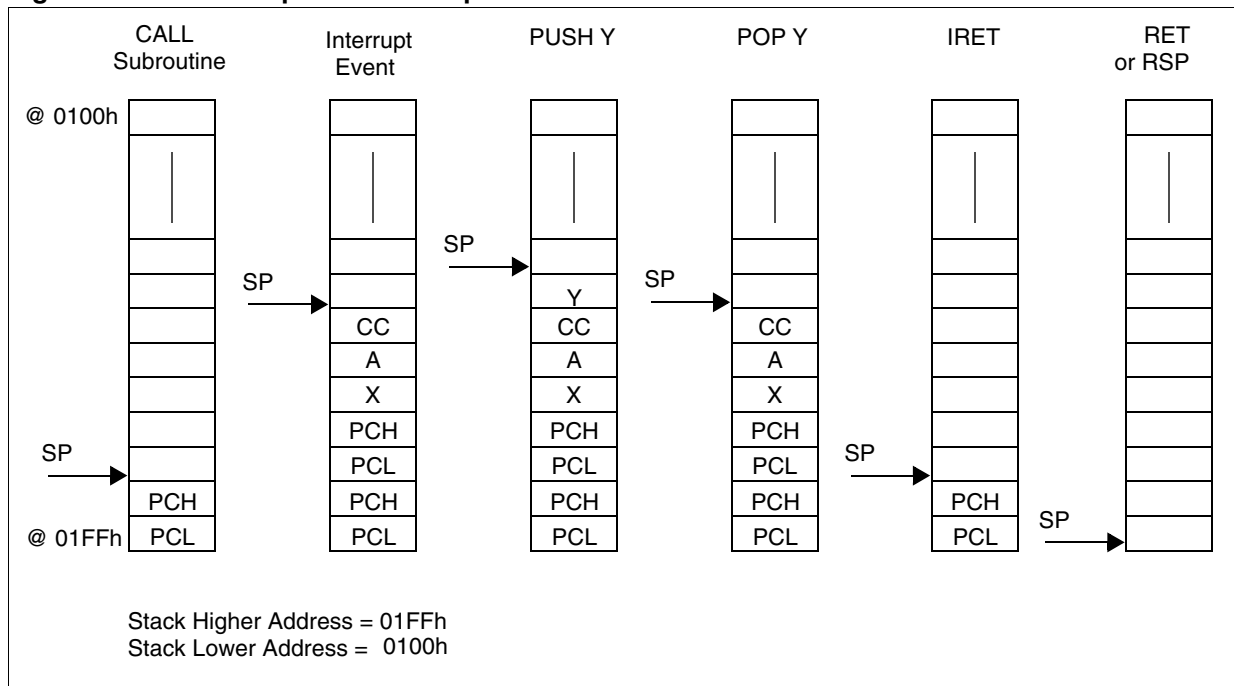 CALL
Subroutine
Interrupt
Event
PUSH Y
POP Y
IRET
RET
or RSP
@ 0100h
SP
SP
SP
Y
CC
CC
CC
A
A
A
X
X
X
SP
PCH
PCH
PCH
SP
PCL
PCL
PCL
PCH
PCH
PCH
PCH
PCH
SP
@ 01FFh
PCL
PCL
PCL
PCL
PCL
Stack Higher Address = 01FFh
Stack Lower Address = 0100h